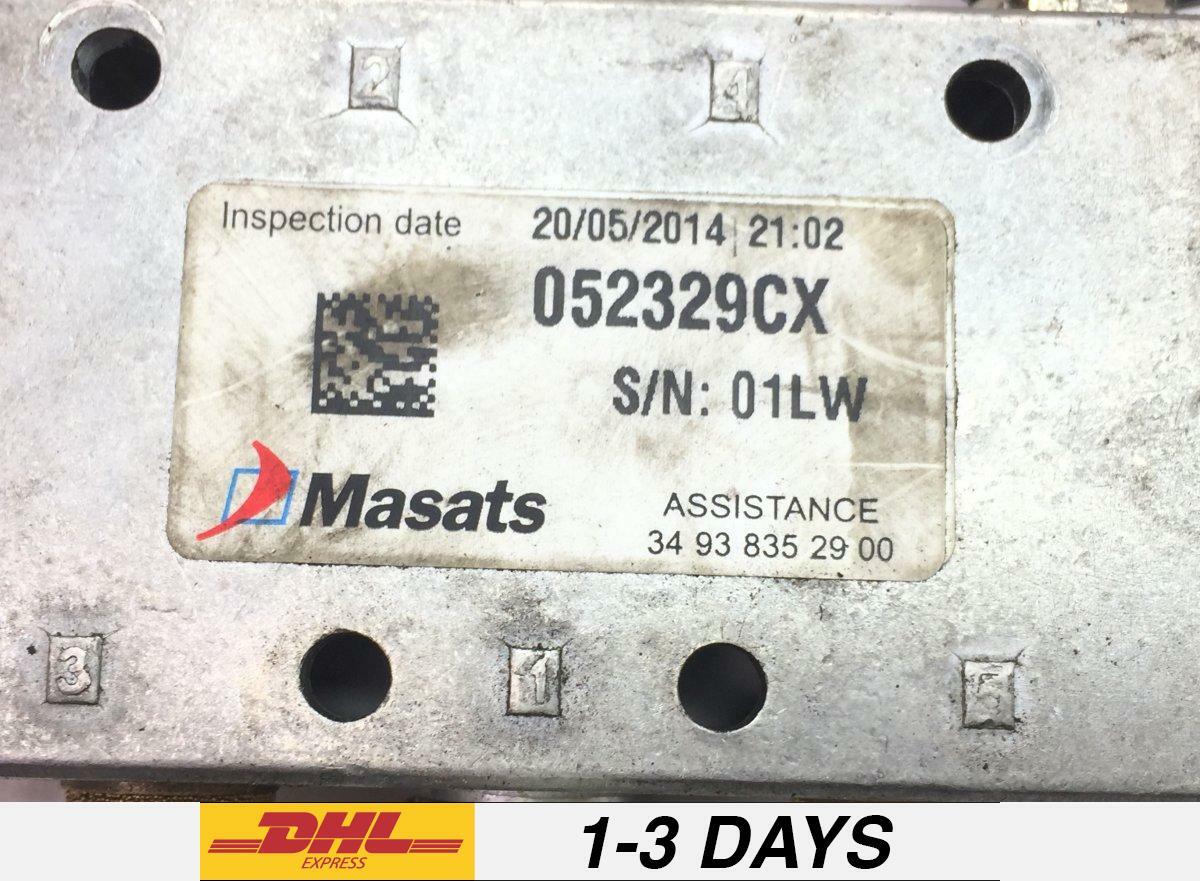 2 4
Inspection date 20/05/2014 21:02
052329CX
S/N: 01LW
Masats
ASSISTANCE
34 93 835 29 00
3 1 5
DHL
EXPRESS
1-3 DAYS